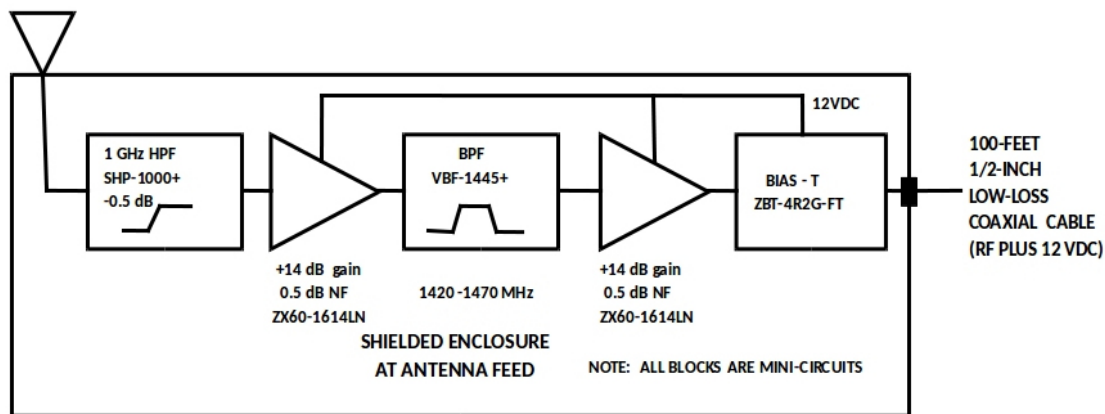 12VDC
1 GHz HPF
SHP-1000+
-0.5 dB
BPF
VBF-1445+
BIAS - T
ZBT-4R2G-FT
100-FEET
1/2-INCH
LOW-LOSS
COAXIAL CABLE
(RF PLUS 12 VDC)
+14 dB gain
0.5 dB NF
ZX60-1614LN
1420 -1470 MHz
+14 dB gain
0.5 dB NF
ZX60-1614LN
SHIELDED ENCLOSURE
AT ANTENNA FEED
NOTE: ALL BLOCKS ARE MINI-CIRCUITS